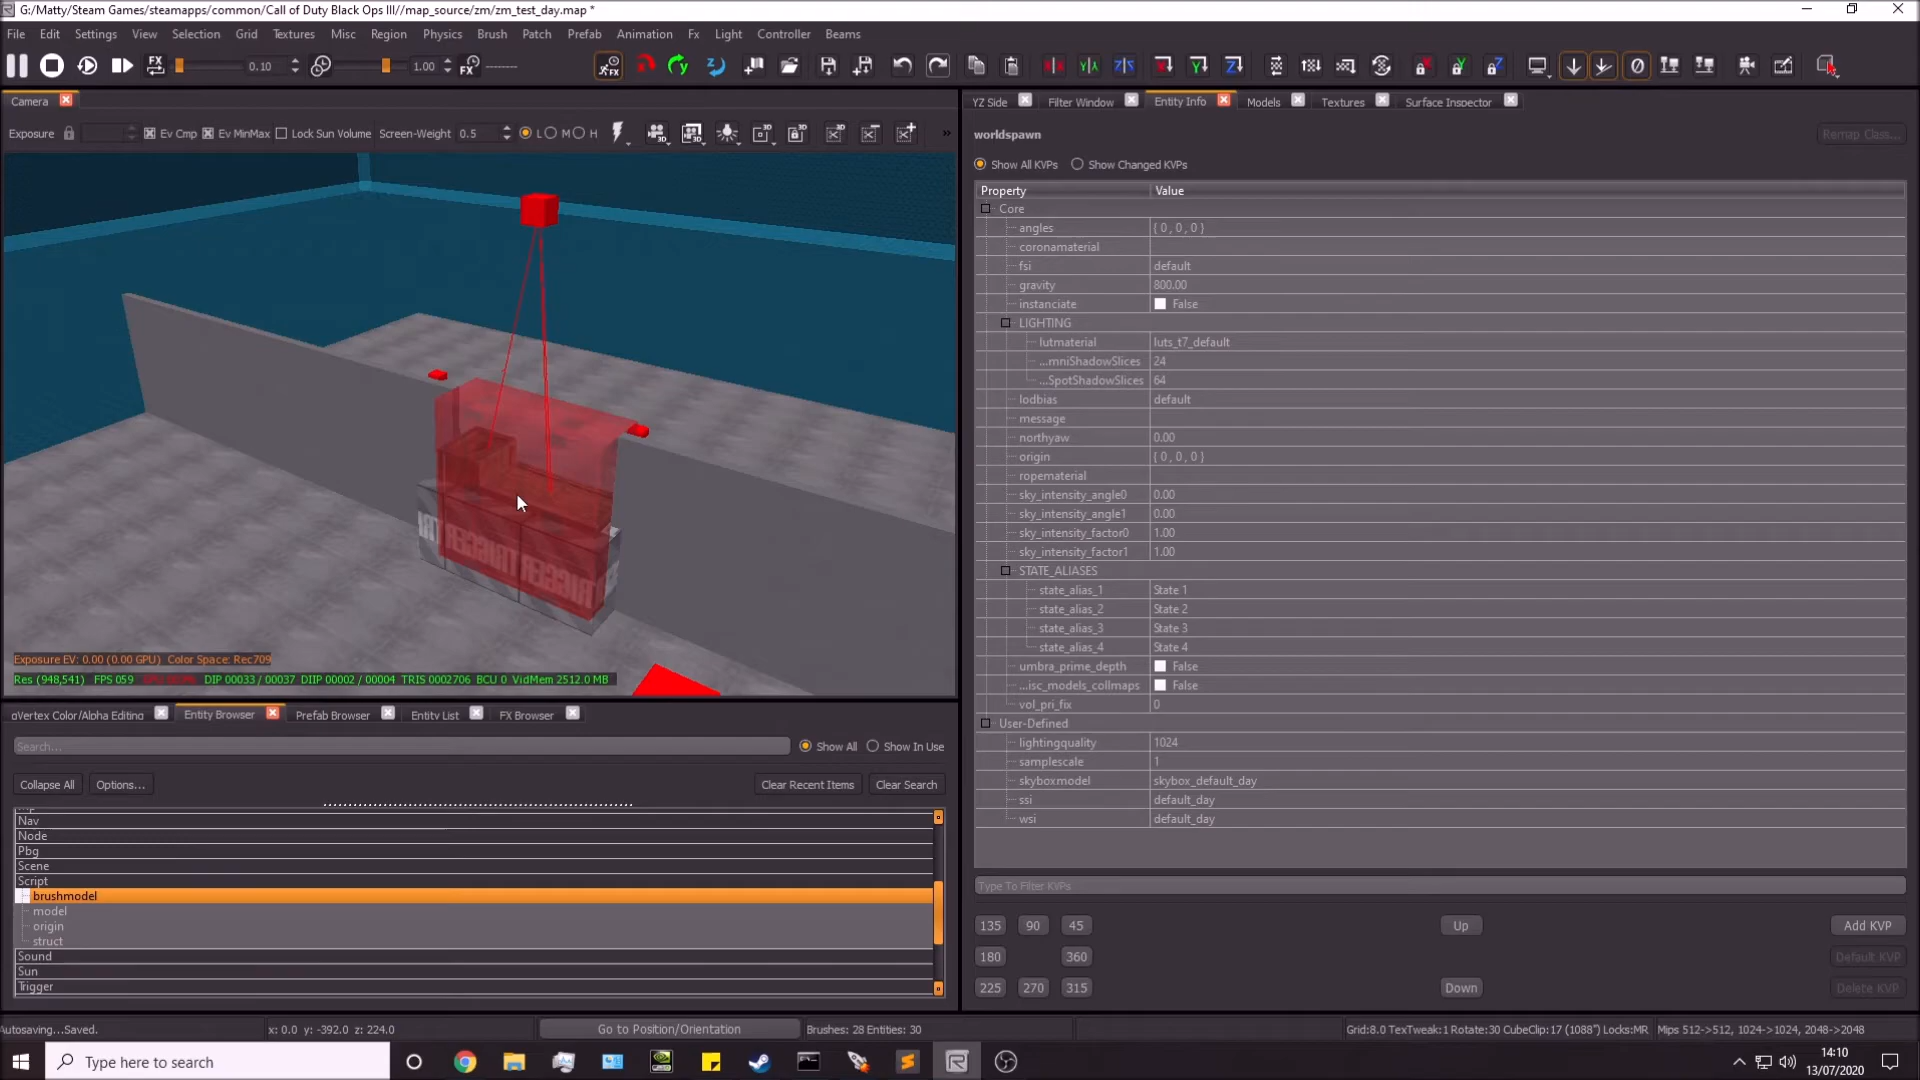 G:/Matty/Steam Games/steamapps/common/Call of Duty Black Ops III//map_source/zm/zm_test_day.map *
File Edit Settings View Selection Grid Textures Misc Region Physics Brush Patch Prefab Animation Fx Light Controller Beams
FX 0.10 1.00 FX
Camera
Exposure Ev Cmp Ev MinMax Lock Sun Volume Screen-Weight 0.5 L M H
TRIGGER TRIGGER
Exposure EV: 0.00 (0.00 GPU) Color Space: Rec709
Res (948,541) FPS 059 DIP 00033 / 00037 DIIP 00002 / 00004 TRIS 0002706 BCU 0 VidMem 2512.0 MB
YZ Side Filter Window Entity Info Models Textures Surface Inspector
worldspawn
Remap Class...
Show All KVPs Show Changed KVPs
Property Value
Core
angles { 0 , 0 , 0 }
coronamaterial
fsi default
gravity 800.00
instanciate False
LIGHTING
lutmaterial luts_t7_default
...mniShadowSlices 24
...SpotShadowSlices 64
lodbias default
message
northyaw 0.00
origin { 0 , 0 , 0 }
ropematerial
sky_intensity_angle0 0.00
sky_intensity_angle1 0.00
sky_intensity_factor0 1.00
sky_intensity_factor1 1.00
STATE_ALIASES
state_alias_1 State 1
state_alias_2 State 2
state_alias_3 State 3
state_alias_4 State 4
umbra_prime_depth False
...isc_models_collmaps False
vol_pri_fix 0
User-Defined
lightingquality 1024
samplescale 1
skyboxmodel skybox_default_day
ssi default_day
wsi default_day
Type To Filter KVPs
135 90 45 Up Add KVP
180 360 Default KVP
225 270 315 Down Delete KVP
Vertex Color/Alpha Editing Entity Browser Prefab Browser Entity List FX Browser
Search... Show All Show In Use
Collapse All Options... Clear Recent Items Clear Search
Nav
Node
Pbg
Scene
Script
brushmodel
model
origin
struct
Sound
Sun
Trigger
Autosaving...Saved. x: 0.0 y: -392.0 z: 224.0 Go to Position/Orientation Brushes: 28 Entities: 30 Grid:8.0 TexTweak:1 Rotate:30 CubeClip:17 (1088") Locks:MR Mips 512->512, 1024->1024, 2048->2048
Type here to search
14:10
13/07/2020